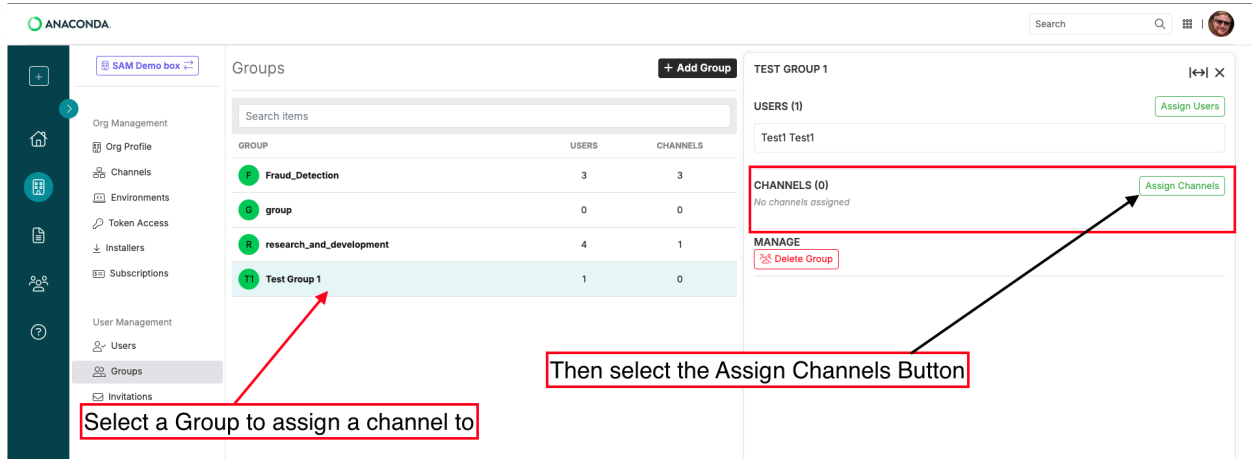 ANACONDA.
Search
SAM Demo box
Groups
+ Add Group
TEST GROUP 1
USERS (1)
Assign Users
Test1 Test1
Org Management
Org Profile
Channels
Environments
Token Access
Installers
Subscriptions
Search items
GROUP USERS CHANNELS
F Fraud_Detection 3 3
G group 0 0
R research_and_development 4 1
T1 Test Group 1 1 0
CHANNELS (0)
Assign Channels
No channels assigned
MANAGE
Delete Group
User Management
Users
Groups
Invitations
Then select the Assign Channels Button
Select a Group to assign a channel to